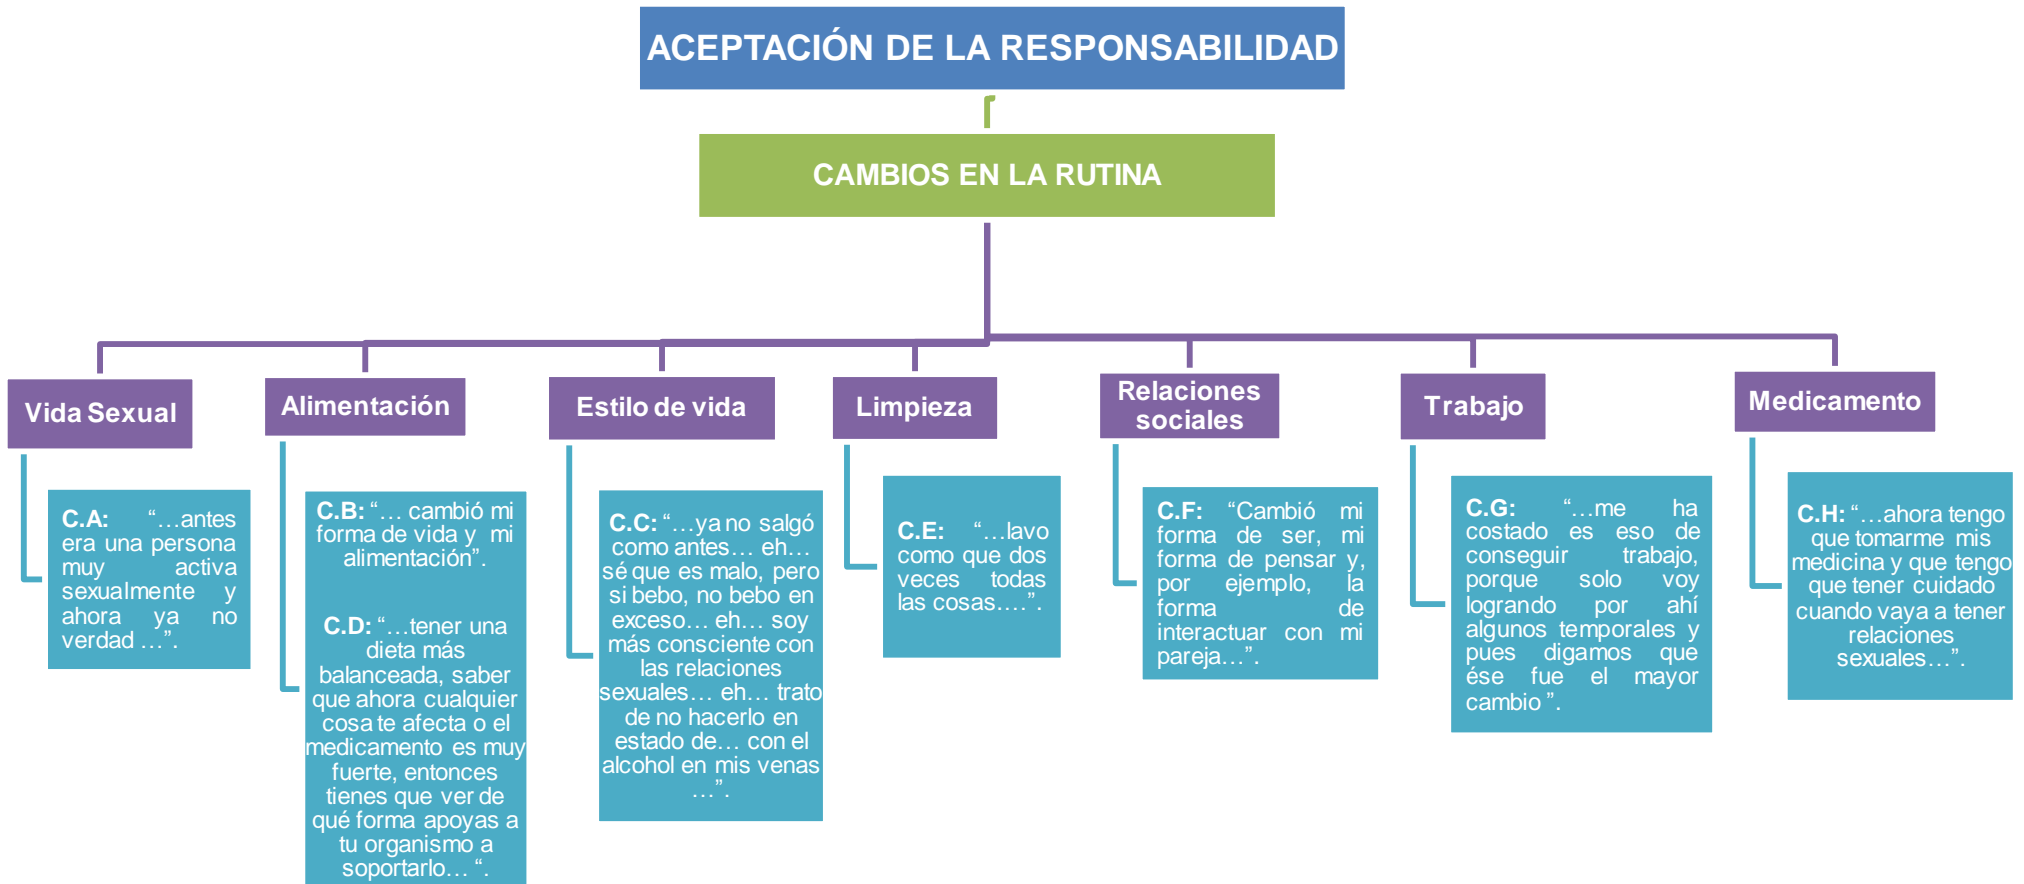 ACEPTACIÓN DE LA RESPONSABILIDAD
CAMBIOS EN LA RUTINA
Vida Sexual
C.A: “…antes
era una persona
muy activa
sexualmente y
ahora ya no
verdad …”.
Alimentación
C.B: “… cambió mi
forma de vida y mi
alimentación”.
C.D: “…tener una
dieta más
balanceada, saber
que ahora cualquier
cosa te afecta o el
medicamento es muy
fuerte, entonces
tienes que ver de
qué forma apoyas a
tu organismo a
soportarlo… “.
Estilo de vida
C.C: “…ya no salgó
como antes… eh…
sé que es malo, pero
si bebo, no bebo en
exceso… eh… soy
más consciente con
las relaciones
sexuales… eh… trato
de no hacerlo en
estado de… con el
alcohol en mis venas
…”.
Limpieza
C.E: “…lavo
como que dos
veces todas
las cosas.…”.
Relaciones
sociales
C.F: “Cambió mi
forma de ser, mi
forma de pensar y,
por ejemplo, la
forma de
interactuar con mi
pareja…”.
Trabajo
C.G: “…me ha
costado es eso de
conseguir trabajo,
porque solo voy
logrando por ahí
algunos temporales y
pues digamos que
ése fue el mayor
cambio ”.
Medicamento
C.H: “…ahora tengo
que tomarme mis
medicina y que tengo
que tener cuidado
cuando vaya a tener
relaciones
sexuales…”.